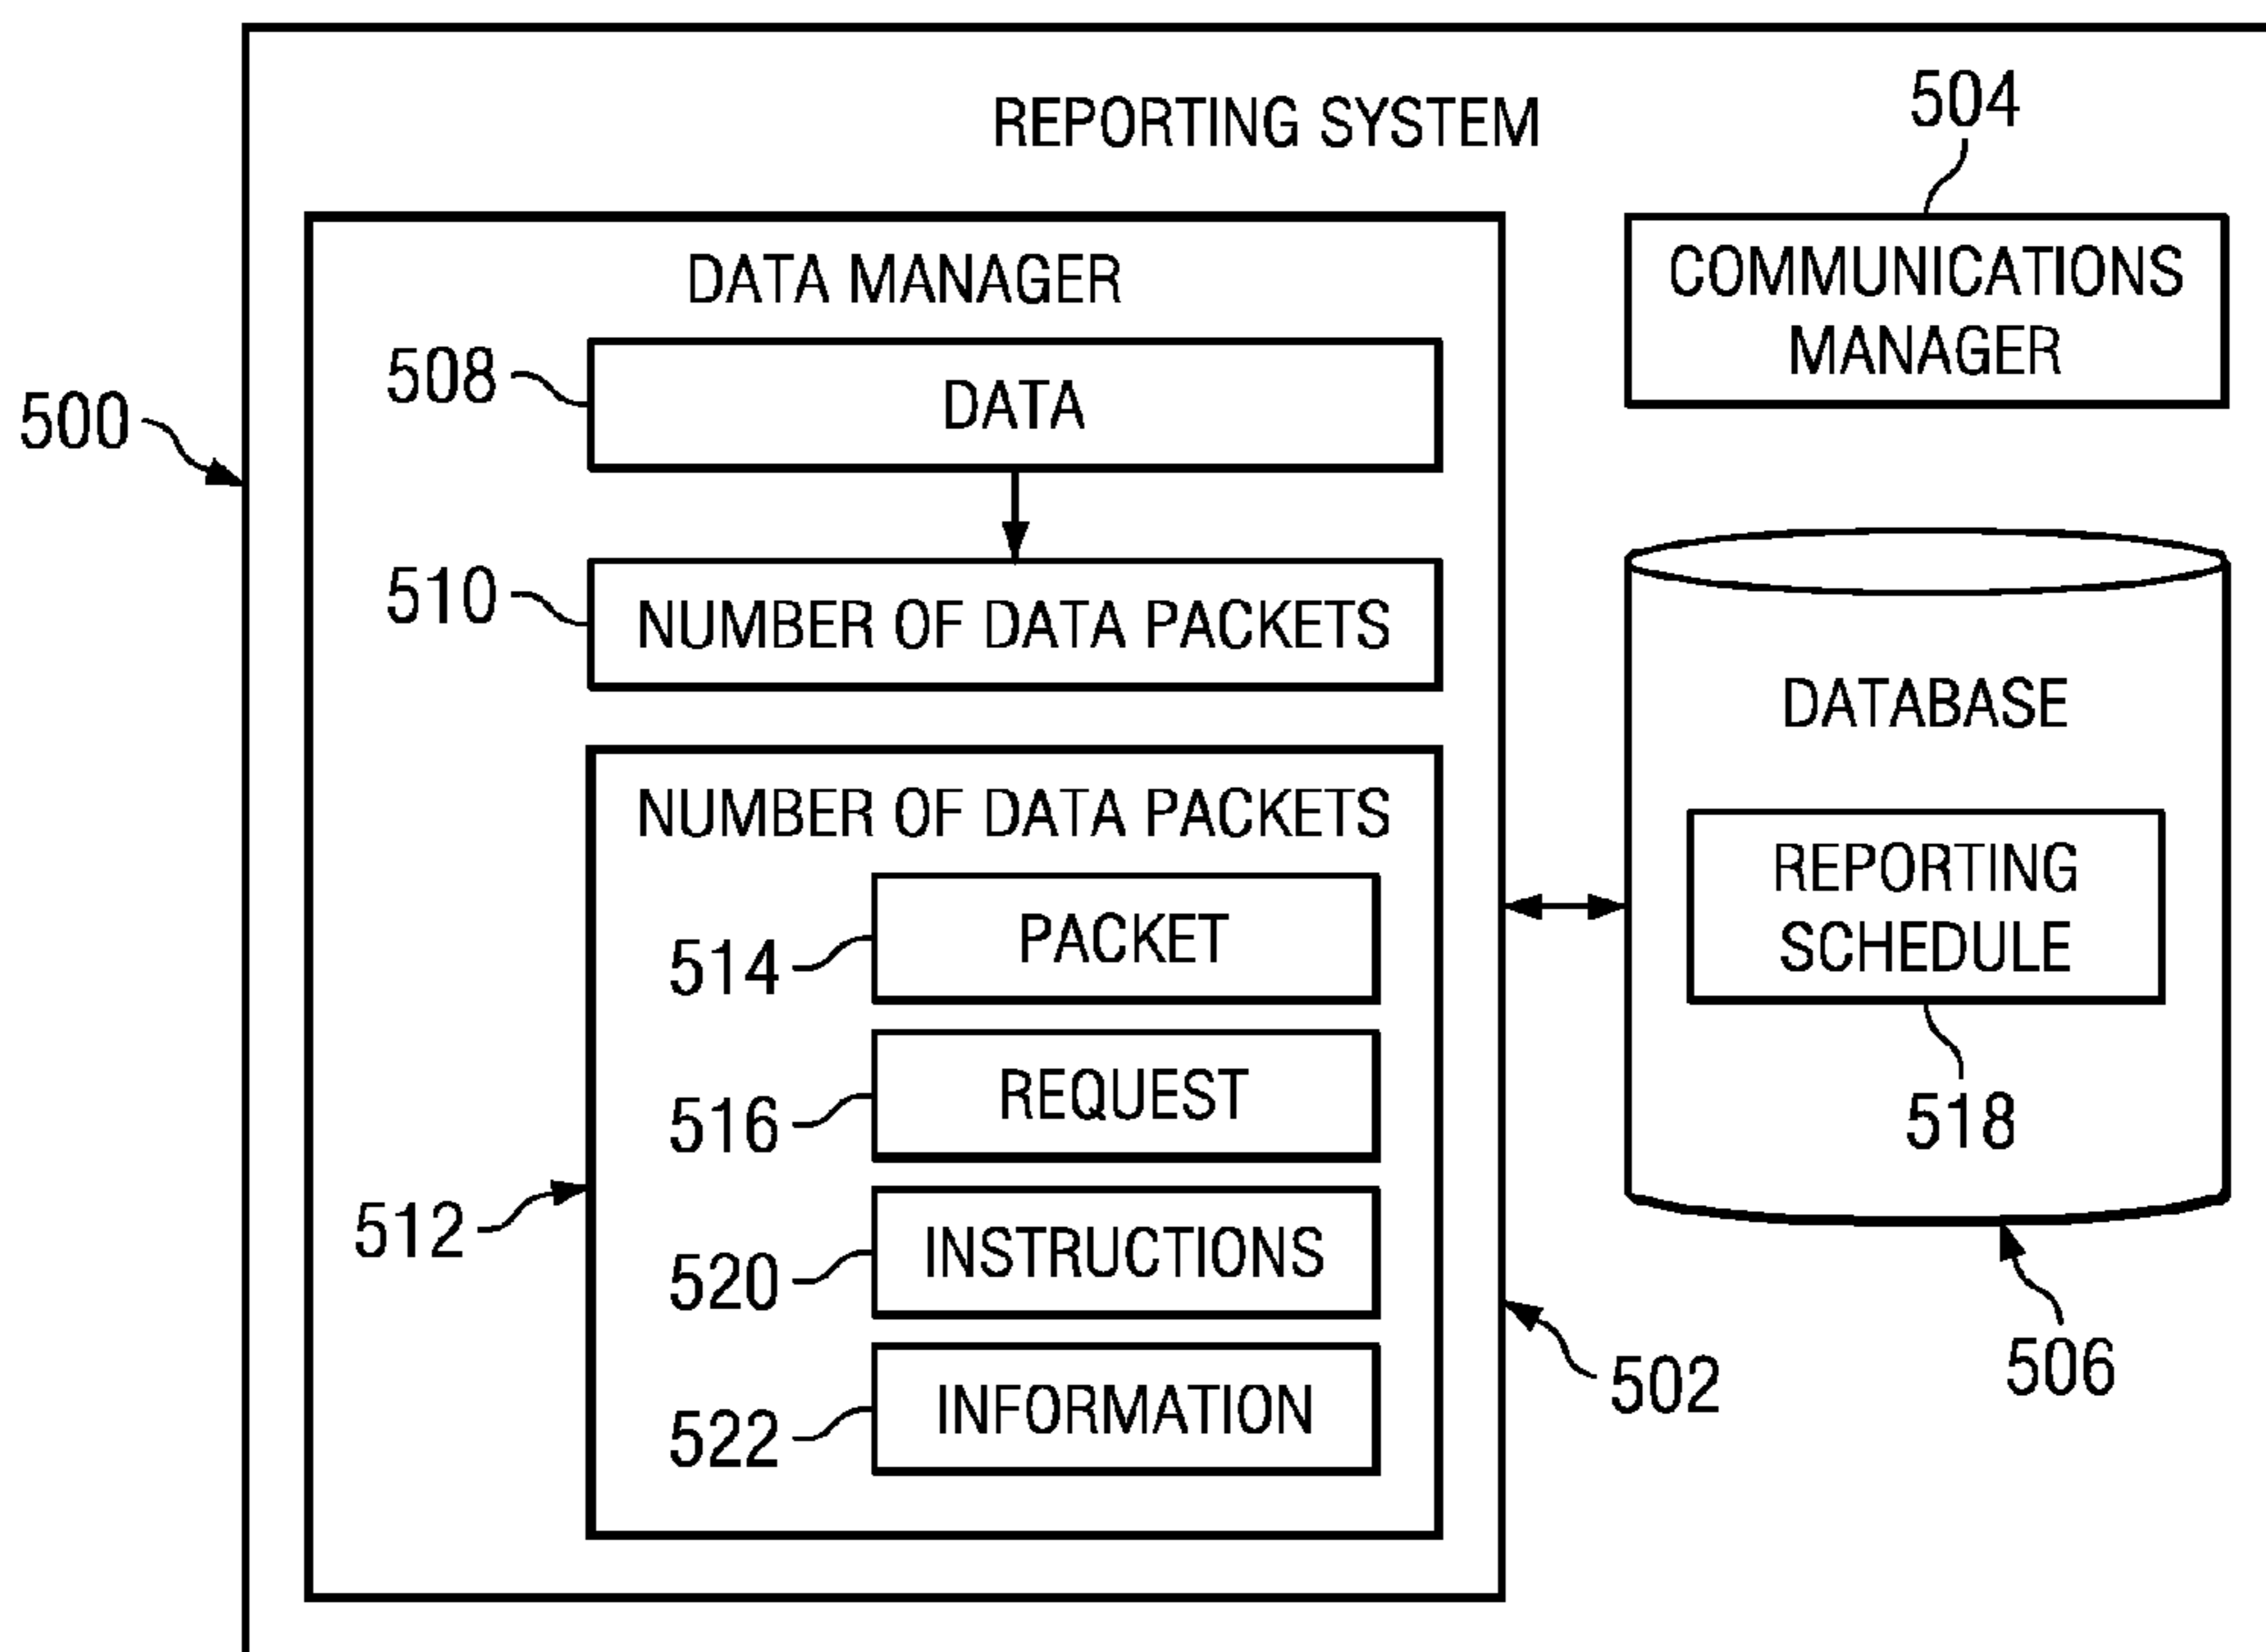 REPORTING SYSTEM
504
DATA MANAGER
COMMUNICATIONS
MANAGER
508
DATA
500
510
NUMBER OF DATA PACKETS
DATABASE
NUMBER OF DATA PACKETS
REPORTING
SCHEDULE
514
PACKET
516
REQUEST
518
512
520
INSTRUCTIONS
502
506
522
INFORMATION